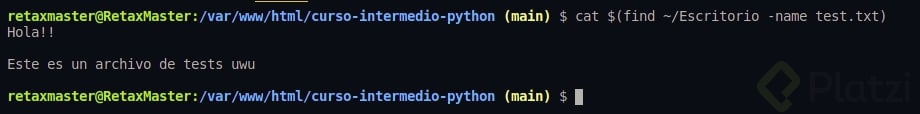 retaxmaster@RetaxMaster:/var/www/html/curso-intermedio-python (main) $ cat $(find ~/Escritorio -name test.txt)
Hola!!
Este es un archivo de tests uwu
retaxmaster@RetaxMaster:/var/www/html/curso-intermedio-python (main) $
Platzi